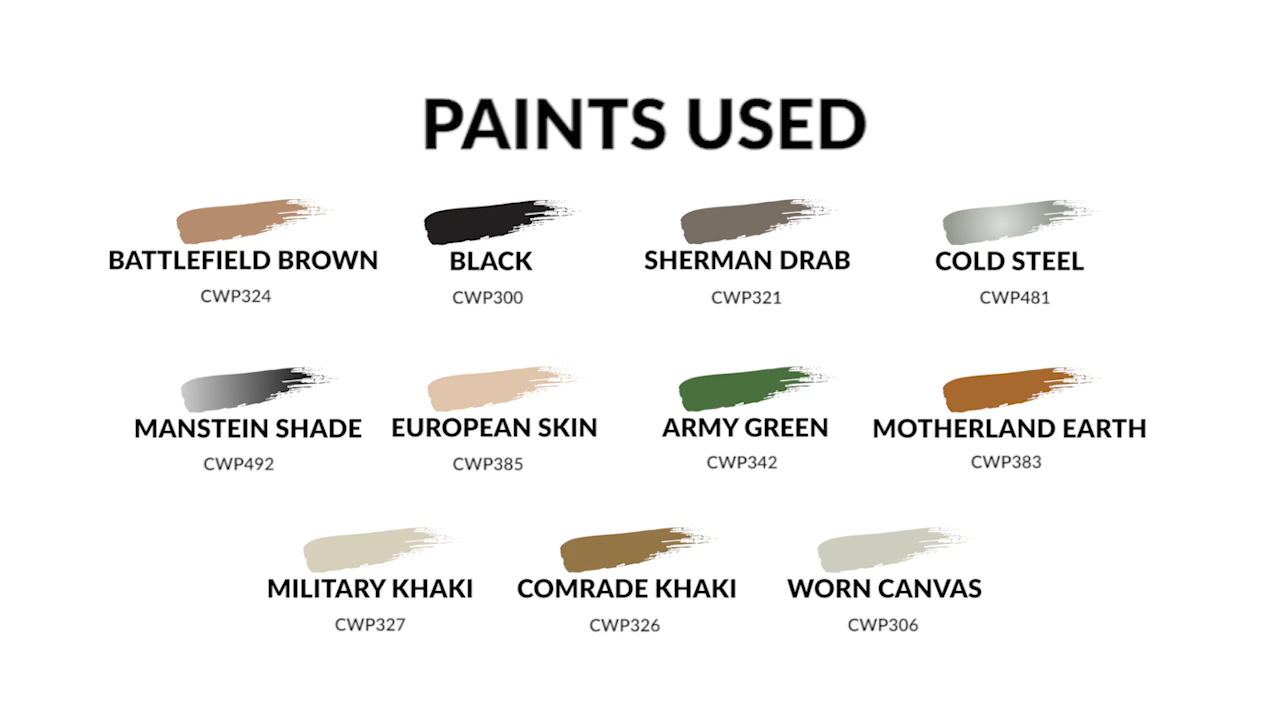 PAINTS USED
BATTLEFIELD BROWN
CWP324
BLACK
CWP300
SHERMAN DRAB
CWP321
COLD STEEL
CWP481
MANSTEIN SHADE
CWP492
EUROPEAN SKIN
CWP385
ARMY GREEN
CWP342
MOTHERLAND EARTH
CWP383
MILITARY KHAKI
CWP327
COMRADE KHAKI
CWP326
WORN CANVAS
CWP306